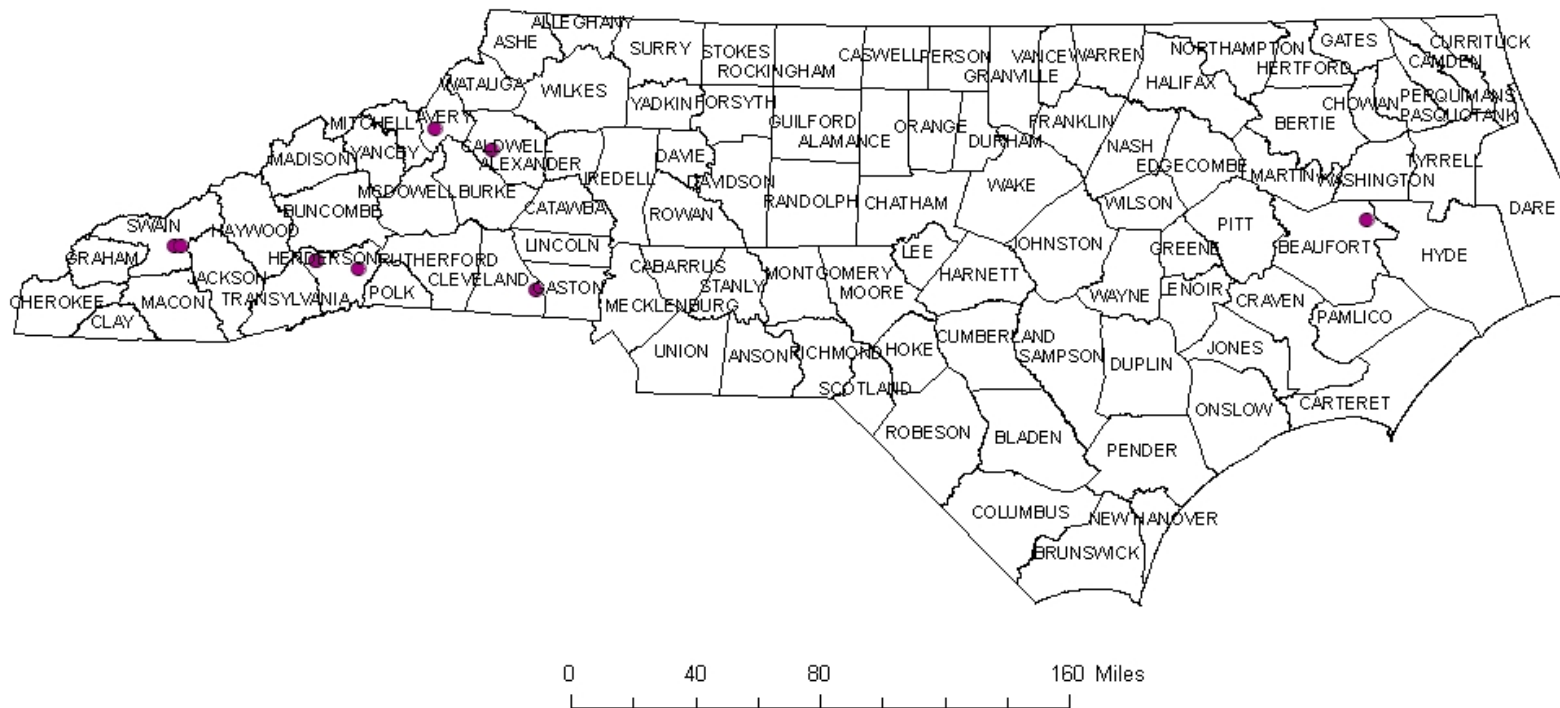 ALLEGHANY
ASHE
SURRY
STOKES
ROCKINGHAM
CASWELL
PERSON
GRANVILLE
VANCE
WARREN
NORTHAMPTON
GATES
CURRITUCK
CAMDEN
HERTFORD
HALIFAX
WATAUGA
WILKES
YADKIN
FORSYTH
GUILFORD
ALAMANCE
ORANGE
DURHAM
FRANKLIN
NASH
BERTIE
CHOWAN
PERQUIMANS
PASQUOTANK
MITCHELL
AVERY
CALDWELL
ALEXANDER
YANCEY
MADISON
IREDELL
DAVIE
DAVIDSON
RANDOLPH
CHATHAM
WAKE
EDGECOMBE
MARTIN
WASHINGTON
TYRRELL
DARE
MCDOWELL
BURKE
BUNCOMBE
CATAWBA
ROWAN
WILSON
PITT
SWAIN
HAYWOOD
GRAHAM
JACKSON
HENDERSON
RUTHERFORD
LINCOLN
CABARRUS
STANLY
MONTGOMERY
MOORE
LEE
HARNETT
JOHNSTON
GREENE
BEAUFORT
HYDE
CHEROKEE
MACON
TRANSYLVANIA
POLK
CLEVELAND
GASTON
MECKLENBURG
WAYNE
LENOIR
CRAVEN
PAMLICO
CLAY
UNION
ANSON
RICHMOND
HOKE
CUMBERLAND
SAMPSON
DUPLIN
JONES
SCOTLAND
ONSLOW
CARTERET
ROBESON
BLADEN
PENDER
COLUMBUS
NEW HANOVER
BRUNSWICK
0 40 80 160 Miles